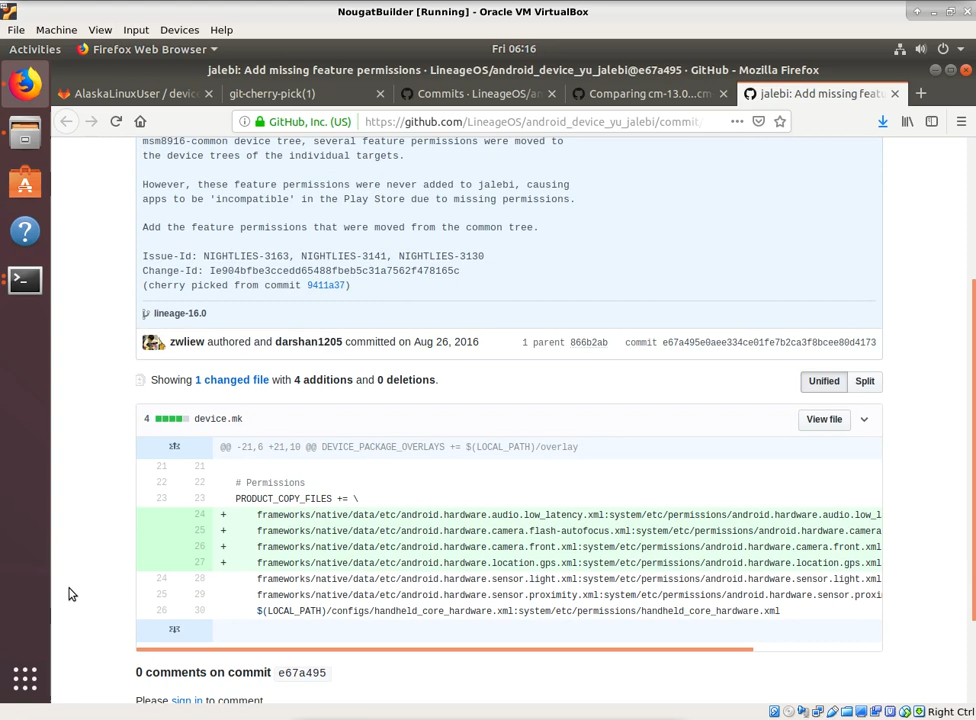 NougatBuilder [Running] - Oracle VM VirtualBox
File Machine View Input Devices Help
Activities Firefox Web Browser Fri 06:16
jalebi: Add missing feature permissions · LineageOS/android_device_yu_jalebi@e67a495 · GitHub - Mozilla Firefox
AlaskaLinuxUser / device git-cherry-pick(1) Commits · LineageOS/an Comparing cm-13.0...cm jalebi: Add missing featu
GitHub, Inc. (US) https://github.com/LineageOS/android_device_yu_jalebi/commit/
msm8916-common device tree, several feature permissions were moved to
the device trees of the individual targets.
However, these feature permissions were never added to jalebi, causing
apps to be 'incompatible' in the Play Store due to missing permissions.
Add the feature permissions that were moved from the common tree.
Issue-Id: NIGHTLIES-3163, NIGHTLIES-3141, NIGHTLIES-3130
Change-Id: Ie904bfbe3ccedd65488fbeb5c31a7562f478165c
(cherry picked from commit 9411a37)
lineage-16.0
zwliew authored and darshan1205 committed on Aug 26, 2016 1 parent 866b2ab commit e67a495e0aee334ce01fe7b2ca3f8bcee80d4173
Showing 1 changed file with 4 additions and 0 deletions. Unified Split
4 device.mk View file
@@ -21,6 +21,10 @@ DEVICE_PACKAGE_OVERLAYS += $(LOCAL_PATH)/overlay
21 21
22 22 # Permissions
23 23 PRODUCT_COPY_FILES += \
24 + frameworks/native/data/etc/android.hardware.audio.low_latency.xml:system/etc/permissions/android.hardware.audio.low_l
25 + frameworks/native/data/etc/android.hardware.camera.flash-autofocus.xml:system/etc/permissions/android.hardware.camera
26 + frameworks/native/data/etc/android.hardware.camera.front.xml:system/etc/permissions/android.hardware.camera.front.xml
27 + frameworks/native/data/etc/android.hardware.location.gps.xml:system/etc/permissions/android.hardware.location.gps.xml
24 28 frameworks/native/data/etc/android.hardware.sensor.light.xml:system/etc/permissions/android.hardware.sensor.light.xml
25 29 frameworks/native/data/etc/android.hardware.sensor.proximity.xml:system/etc/permissions/android.hardware.sensor.proxi
26 30 $(LOCAL_PATH)/configs/handheld_core_hardware.xml:system/etc/permissions/handheld_core_hardware.xml
0 comments on commit e67a495
Please sign in to comment.
Right Ctrl